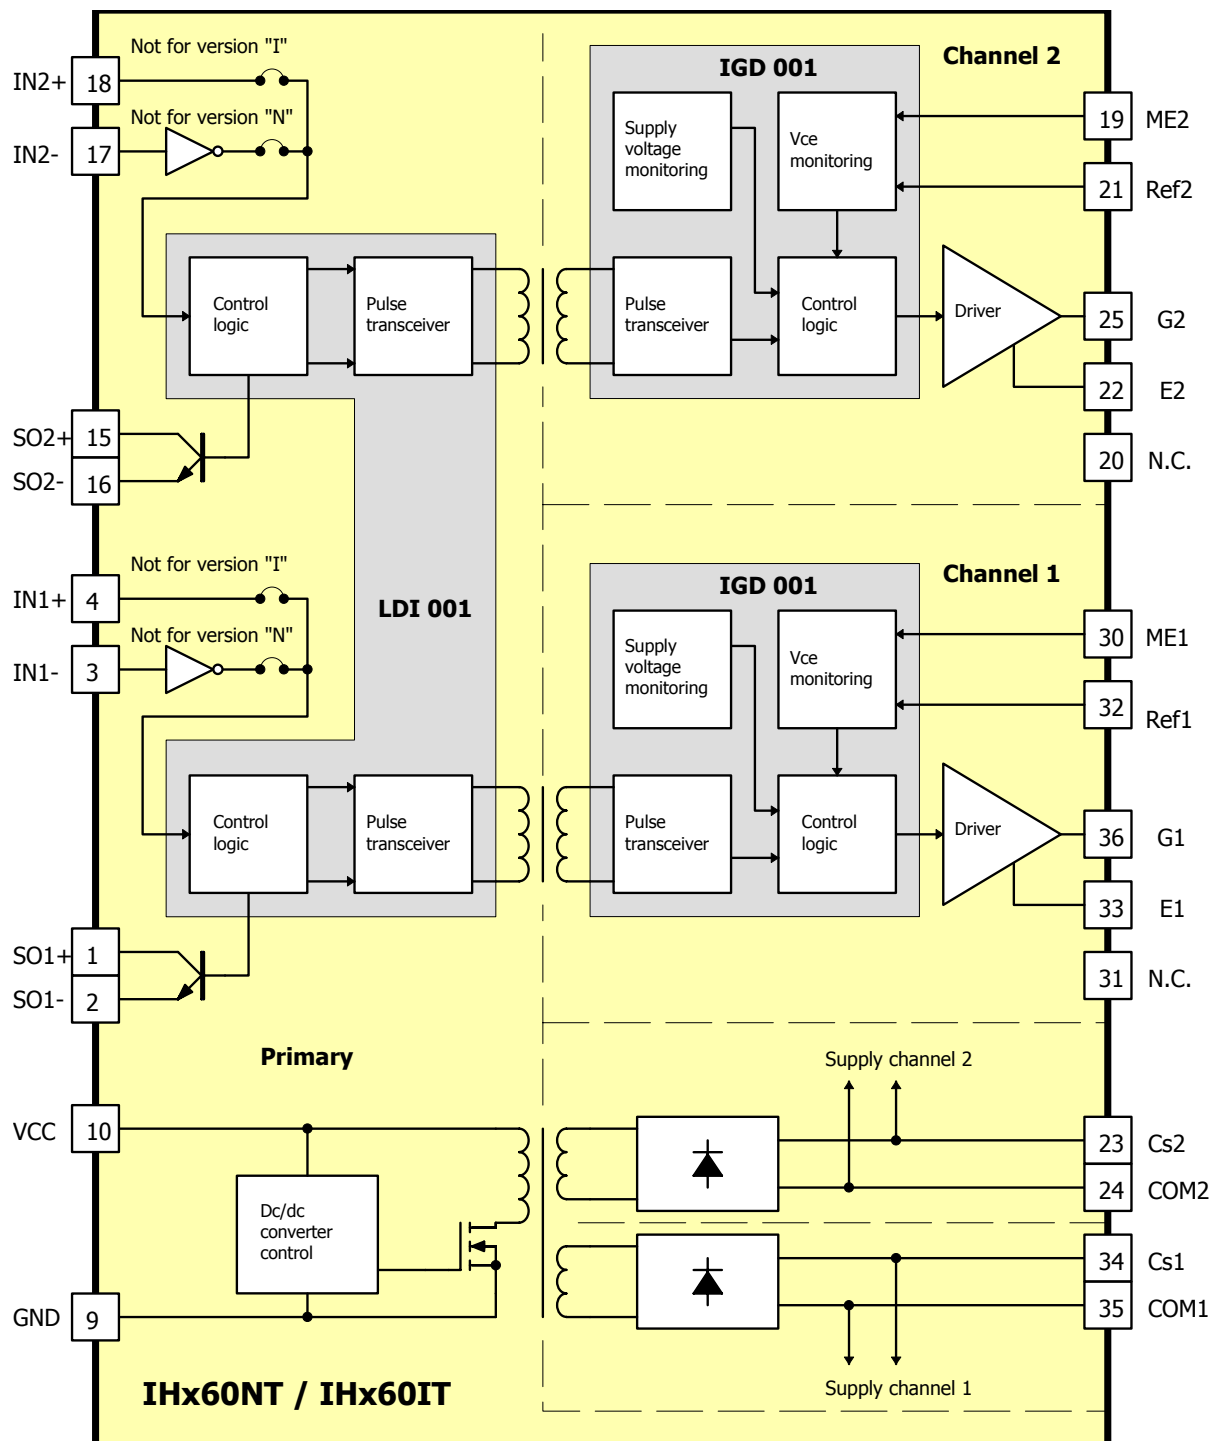 Not for version "I"
IN2+
18
Not for version "N"
IN2-
17
IGD 001
Channel 2
Supply
voltage
monitoring
Vce
monitoring
19
ME2
21
Ref2
Control
logic
Pulse
transceiver
Pulse
transceiver
Control
logic
Driver
25
G2
22
E2
SO2+
15
SO2-
16
20
N.C.
Not for version "I"
IN1+
4
Not for version "N"
IN1-
3
LDI 001
IGD 001
Channel 1
Supply
voltage
monitoring
Vce
monitoring
30
ME1
32
Ref1
Control
logic
Pulse
transceiver
Pulse
transceiver
Control
logic
Driver
36
G1
33
E1
SO1+
1
SO1-
2
31
N.C.
Primary
Supply channel 2
VCC
10
23
Cs2
24
COM2
Dc/dc
converter
control
34
Cs1
35
COM1
GND
9
Supply channel 1
IHx60NT / IHx60IT